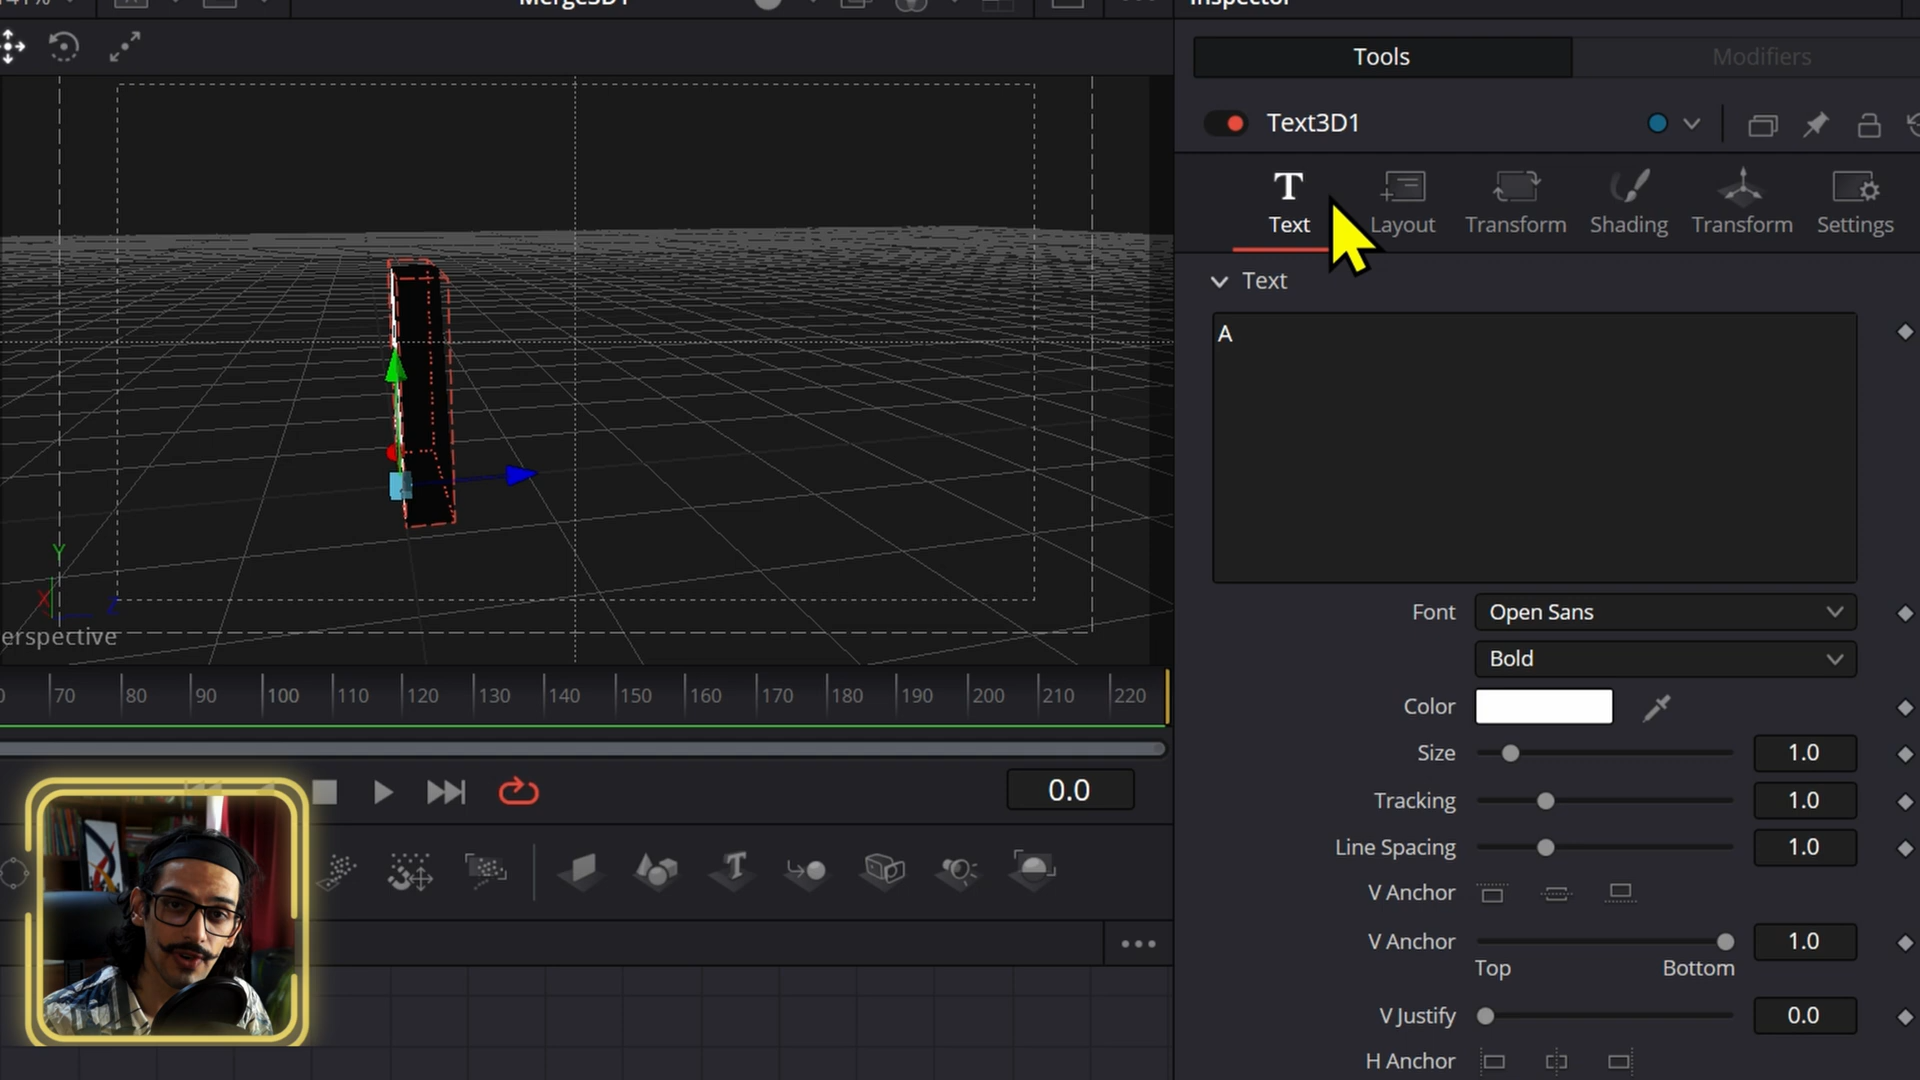 Merge3D1
Inspector
Tools
Modifiers
Text3D1
Text
Layout
Transform
Shading
Transform
Settings
Text
A
Y
X
Z
erspective
Font
Open Sans
Bold
Color
Size
1.0
Tracking
1.0
Line Spacing
1.0
V Anchor
V Anchor
1.0
Top
Bottom
V Justify
0.0
H Anchor
70
80
90
100
110
120
130
140
150
160
170
180
190
200
210
220
0.0
T